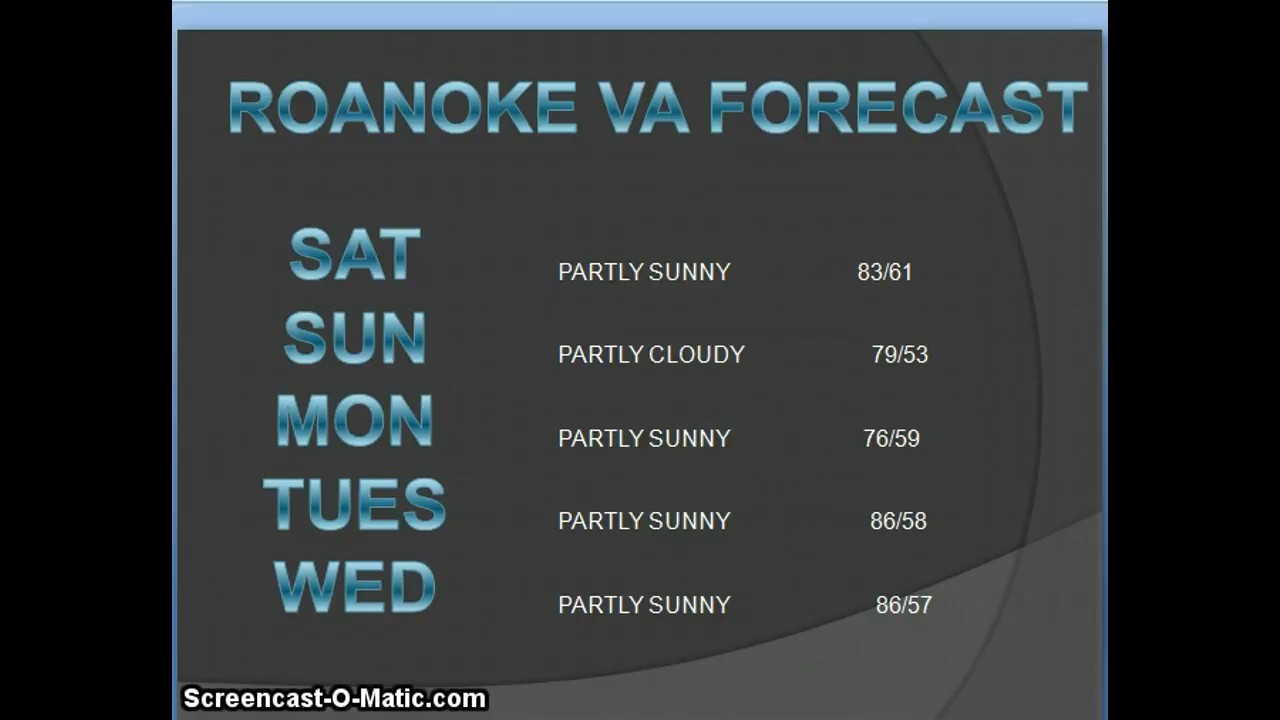 ROANOKE VA FORECAST
SAT PARTLY SUNNY 83/61
SUN PARTLY CLOUDY 79/53
MON PARTLY SUNNY 76/59
TUES PARTLY SUNNY 86/58
WED PARTLY SUNNY 86/57
Screencast-O-Matic.com